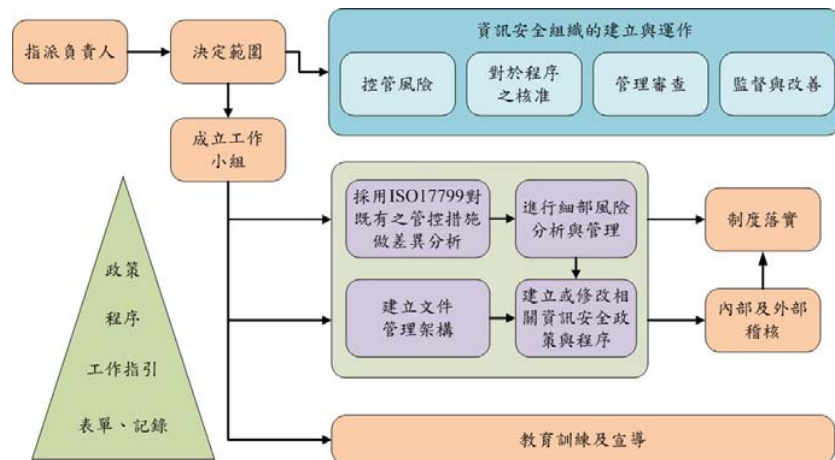 指派負責人
決定範圍
資訊安全組織的建立與運作
控管風險
對於程序
之核准
管理審查
監督與改善
成立工作
小組
採用ISO17799對
既有之管控措施
做差異分析
進行細部風險
分析與管理
制度落實
建立文件
管理架構
建立或修改相
關資訊安全政
策與程序
內部及外部
稽核
政策
程序
工作指引
表單、記錄
教育訓練及宣導